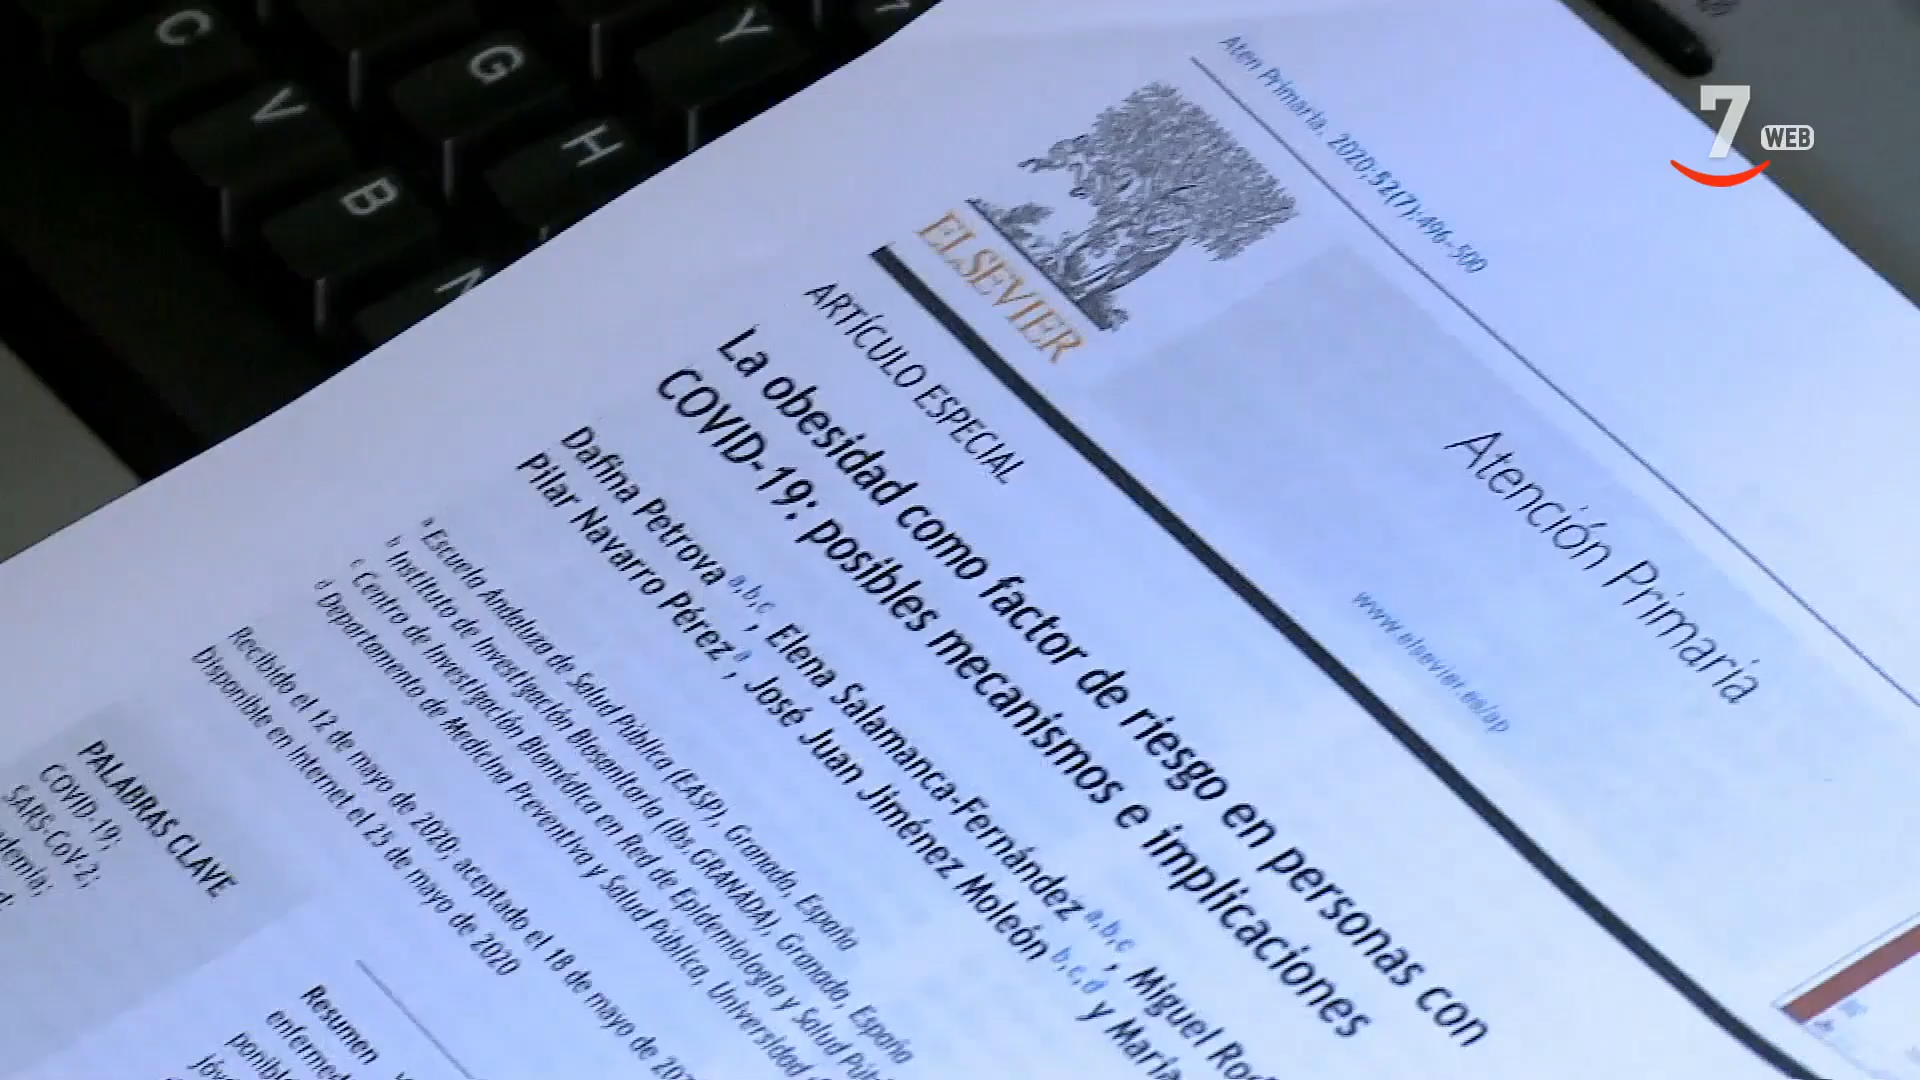 C
V
B
G
H
Y
7
WEB
Aten Primaria. 2020;52(7):496-500
ELSEVIER
Atención Primaria
www.elsevier.es/ap
ARTÍCULO ESPECIAL
La obesidad como factor de riesgo en personas con
COVID-19: posibles mecanismos e implicaciones
Dafina Petrova a,b,c, Elena Salamanca-Fernández a,b,c, Miguel
Pilar Navarro Pérez a, José Juan Jiménez Moleón b,c,d y María
a Escuela Andaluza de Salud Pública (EASP), Granada, España
b Instituto de Investigación Biosanitaria (ibs.GRANADA), Granada, España
c Centro de Investigación Biomédica en Red de Epidemiología y Salud
d Departamento de Medicina Preventiva y Salud Pública, Universidad
Recibido el 12 de mayo de 2020; aceptado el 18 de mayo de
Disponible en Internet el 25 de mayo de 2020
PALABRAS CLAVE
COVID-19;
SARS-CoV-2;
Resumen